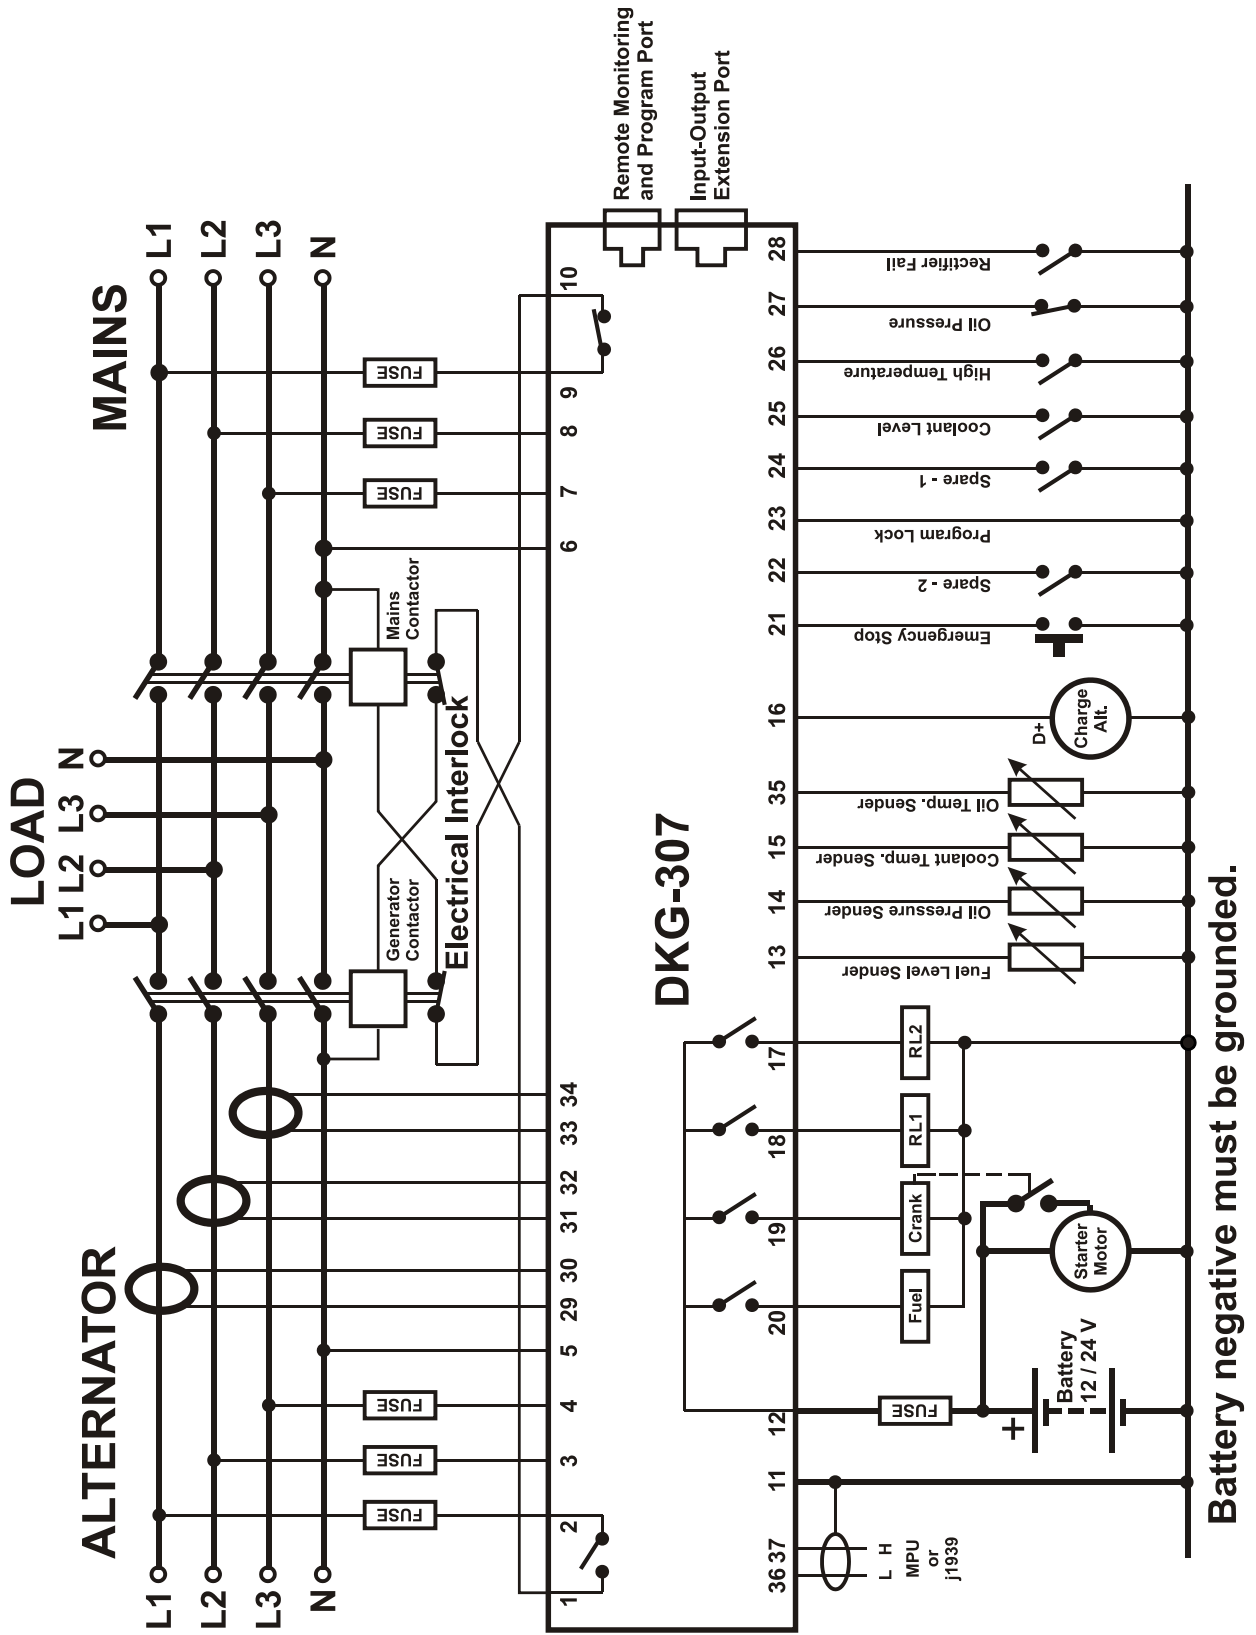 ALTERNATOR
LOAD
MAINS
L1
L2
L3
N
L1
L2
L3
N
L1
L2
L3
N
FUSE
FUSE
FUSE
FUSE
FUSE
FUSE
Generator
Contactor
Mains
Contactor
Electrical Interlock
1
2
3
4
5
29
30
31
32
33
34
6
7
8
9
10
DKG-307
Remote Monitoring
and Program Port
Input-Output
Extension Port
36
37
11
12
20
19
18
17
13
14
15
35
16
21
22
23
24
25
26
27
28
L
H
MPU
or
j1939
FUSE
+
Battery
12 / 24 V
Fuel
Crank
RL1
RL2
Starter
Motor
Fuel Level Sender
Oil Pressure Sender
Coolant Temp. Sender
Oil Temp. Sender
D+
Charge
Alt.
Emergency Stop
Spare - 2
Program Lock
Spare - 1
Coolant Level
High Temperature
Oil Pressure
Rectifier Fail
Battery negative must be grounded.